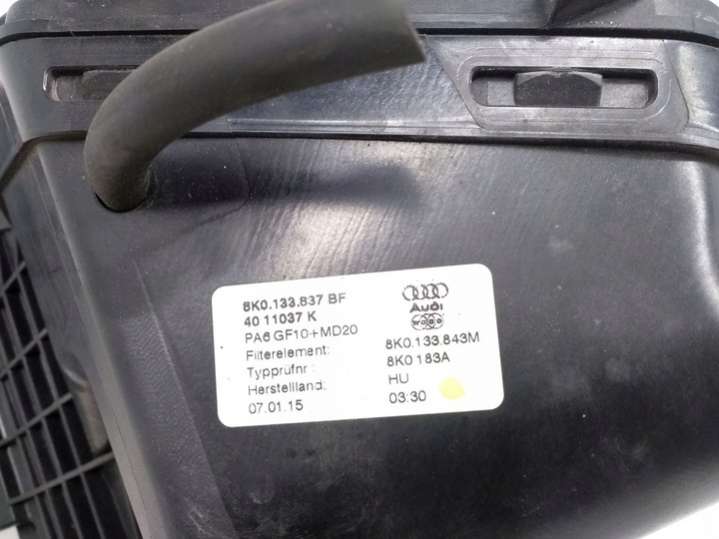 8K0.133.837 BF
40 11037 K
Audi
PA6 GF10+MD20
Filterelement: 8K0.133.843M
Typprüfnr.: 8K0 183A
Herstellland: HU
07.01.15 03:30